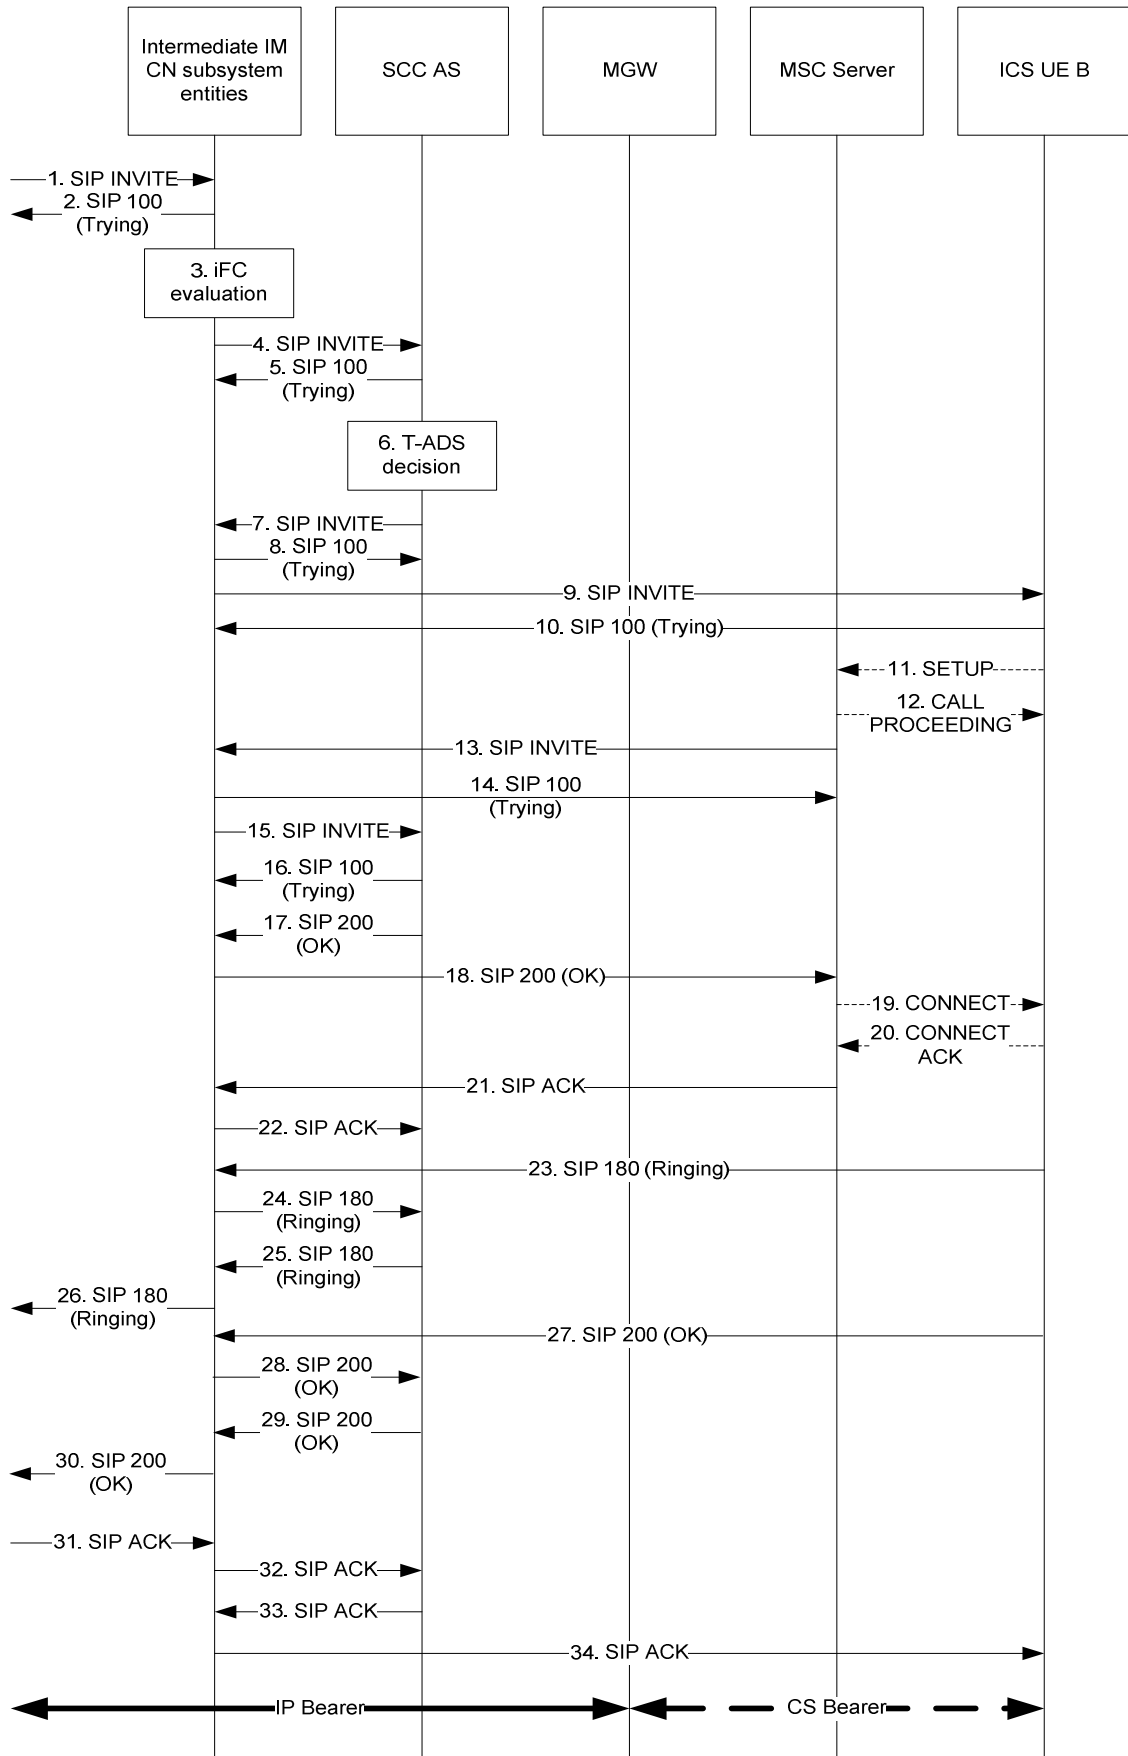 Intermediate IM
CN subsystem
entities
SCC AS
MGW
MSC Server
ICS UE B
1. SIP INVITE
2. SIP 100
(Trying)
3. iFC
evaluation
4. SIP INVITE
5. SIP 100
(Trying)
6. T-ADS
decision
7. SIP INVITE
8. SIP 100
(Trying)
9. SIP INVITE
10. SIP 100 (Trying)
11. SETUP
12. CALL
PROCEEDING
13. SIP INVITE
14. SIP 100
(Trying)
15. SIP INVITE
16. SIP 100
(Trying)
17. SIP 200
(OK)
18. SIP 200 (OK)
19. CONNECT
20. CONNECT
ACK
21. SIP ACK
22. SIP ACK
23. SIP 180 (Ringing)
24. SIP 180
(Ringing)
25. SIP 180
(Ringing)
26. SIP 180
(Ringing)
27. SIP 200 (OK)
28. SIP 200
(OK)
29. SIP 200
(OK)
30. SIP 200
(OK)
31. SIP ACK
32. SIP ACK
33. SIP ACK
34. SIP ACK
IP Bearer
CS Bearer